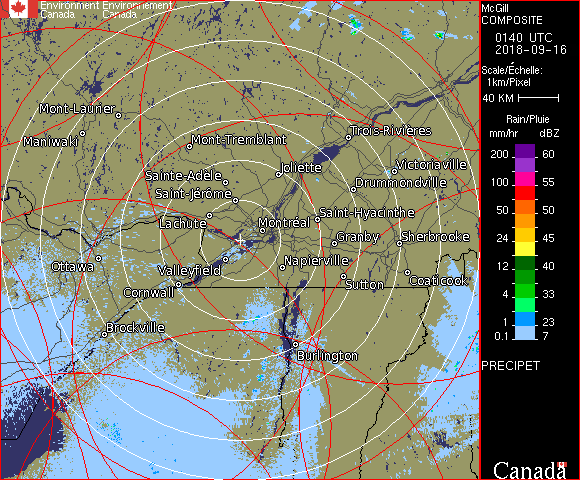 Environment Environnement
Canada Canada
McGill
COMPOSITE
0140 UTC
2018-09-16
Scale/Échelle:
1km/Pixel
40 KM
Rain/Pluie
mm/hr dBZ
200 60
100 55
50 50
24 45
12 40
4 33
1 23
0.1 7
PRECIPET
Canada
Mont-Laurier
Maniwaki
Mont-Tremblant
Trois-Rivières
Sainte-Adèle
Joliette
Victoriaville
Saint-Jérôme
Drummondville
Lachute
Saint-Hyacinthe
Montréal
Granby
Sherbrooke
Ottawa
Valleyfield
Napierville
Cornwall
Sutton
Coaticook
Brockville
Burlington